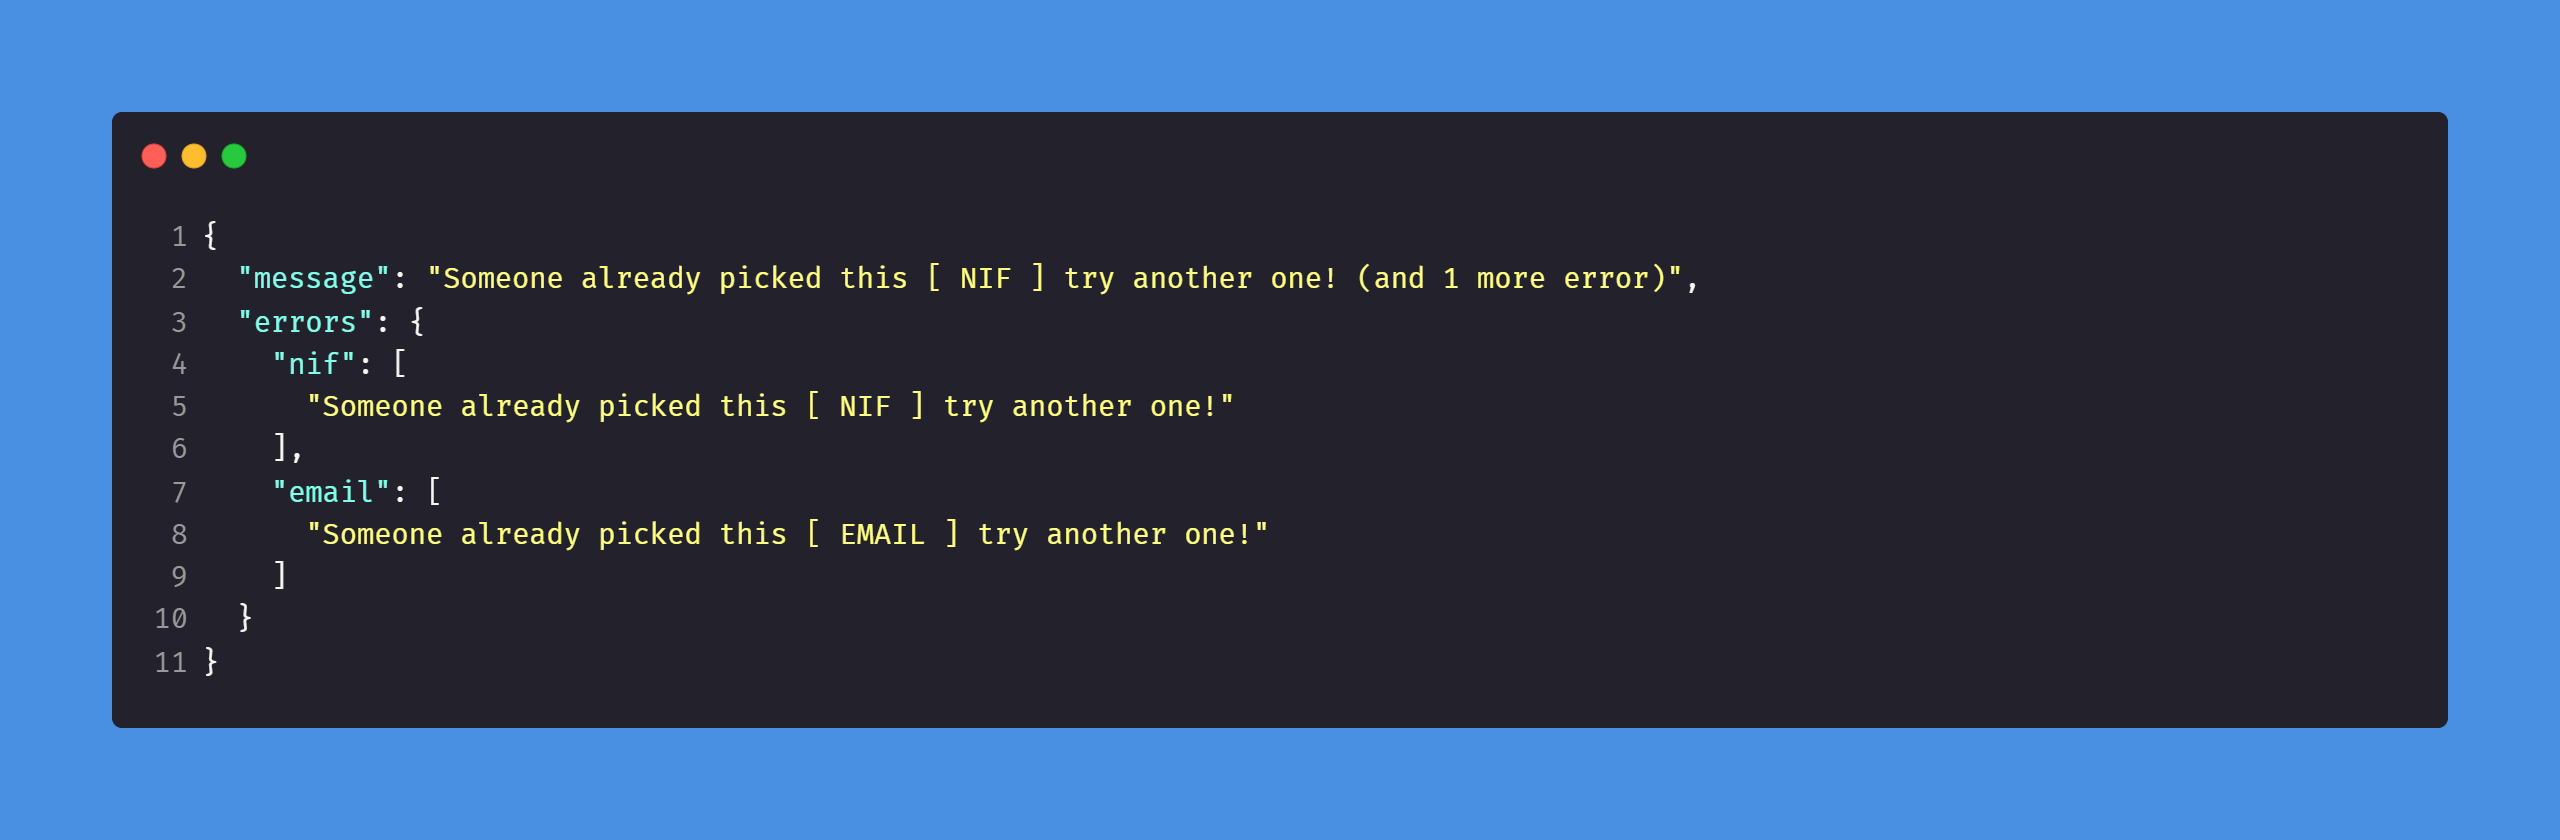 1 {
2   "message": "Someone already picked this [ NIF ] try another one! (and 1 more error)",
3   "errors": {
4     "nif": [
5       "Someone already picked this [ NIF ] try another one!"
6     ],
7     "email": [
8       "Someone already picked this [ EMAIL ] try another one!"
9     ]
10   }
11 }